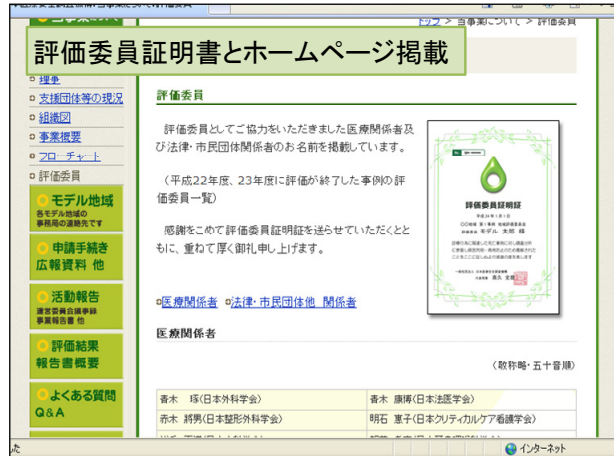 トップ > 当事業について > 評価委員
評価委員証明書とホームページ掲載
理事
支援団体等の現況
組織図
事業概要
フローチャート
評価委員
モデル地域
各モデル地域の
事務局の連絡先です
申請手続き
広報資料 他
活動報告
運営委員会議事録
事業報告書 他
評価結果
報告書概要
よくある質問
Q&A
評価委員
評価委員としてご協力をいただきました医療関係者及
び法律・市民団体関係者のお名前を掲載しています。
(平成22年度、23年度に評価が終了した事例の評
価委員一覧)
感謝をこめて評価委員証明証を送らせていただくとと
もに、重ねて厚く御礼申し上げます。
評価委員証明証
モデル 太郎 様
医療関係者 法律・市民団体他 関係者
医療関係者
(敬称略・五十音順)
青木 琢(日本外科学会) 青木 康博(日本法医学会)
赤木 將男(日本整形外科学会) 明石 惠子(日本クリティカルケア看護学会)
インターネット